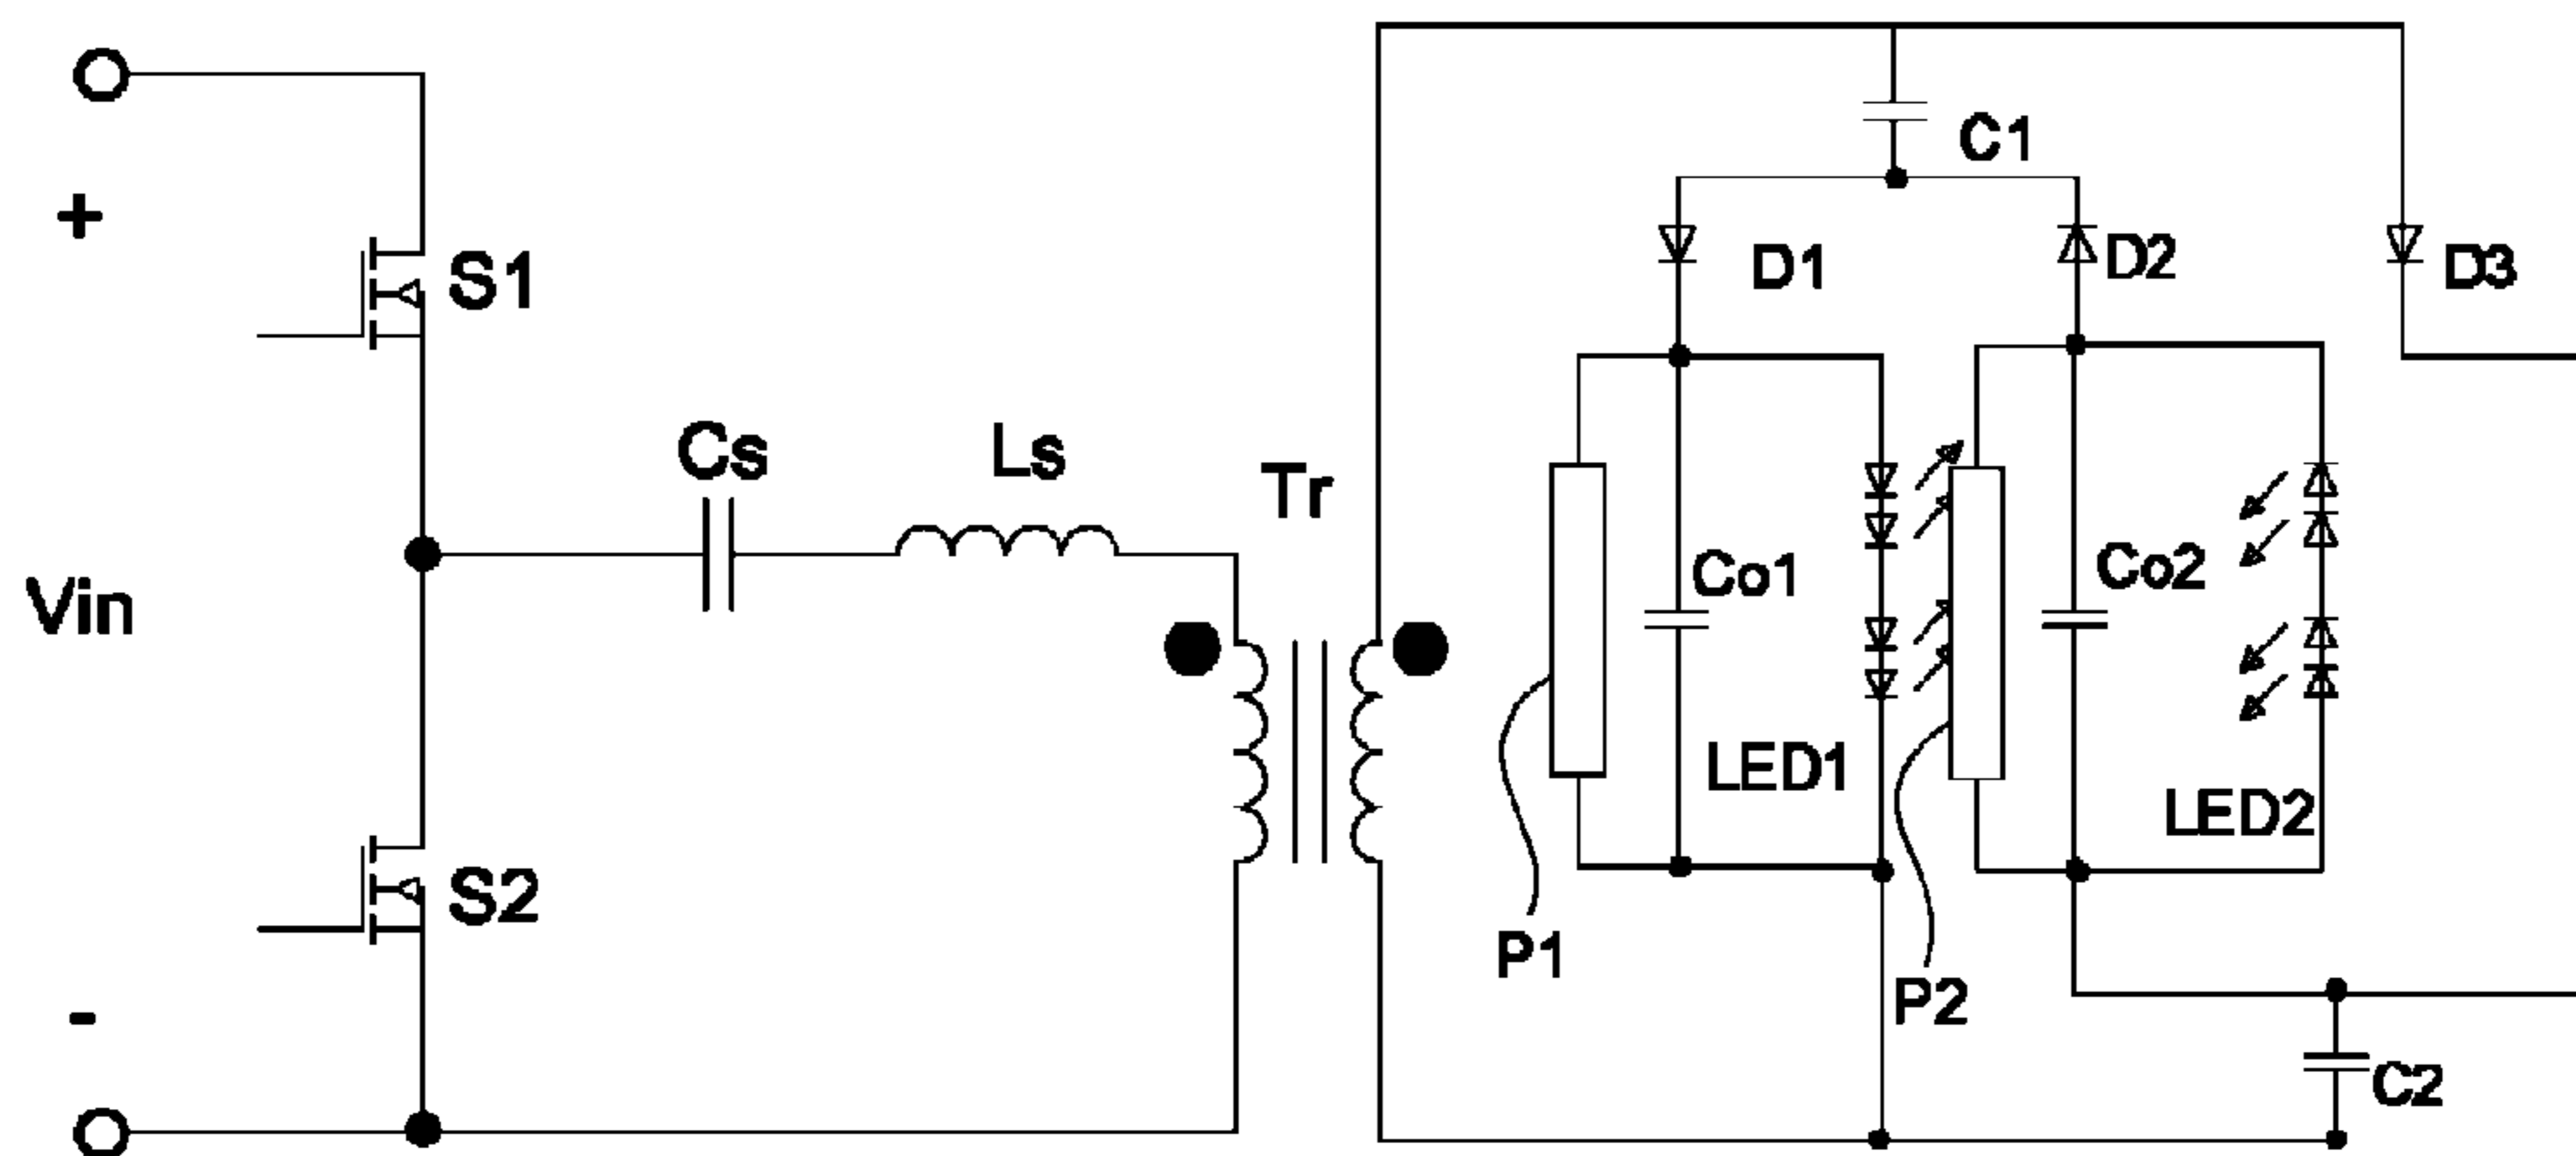 C1
+
S1
D1
D2
D3
Cs
Ls
Tr
Vin
Co1
Co2
LED1
LED2
S2
P1
P2
-
C2